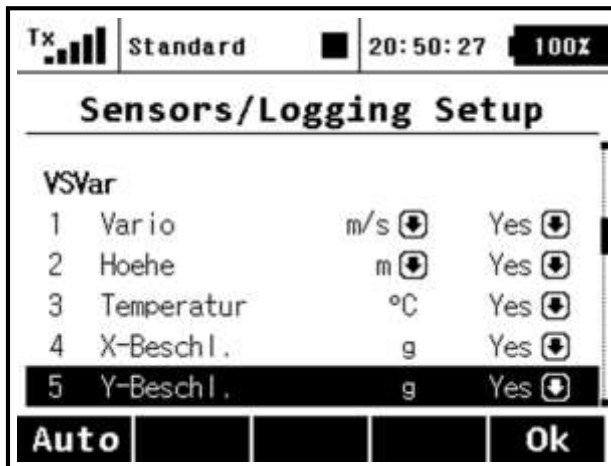 Tx Standard 20:50:27 100%
Sensors/Logging Setup
VSVar
1 Vario m/s Yes
2 Hoehe m Yes
3 Temperatur °C Yes
4 X-Beschl. g Yes
5 Y-Beschl. g Yes
Auto Ok